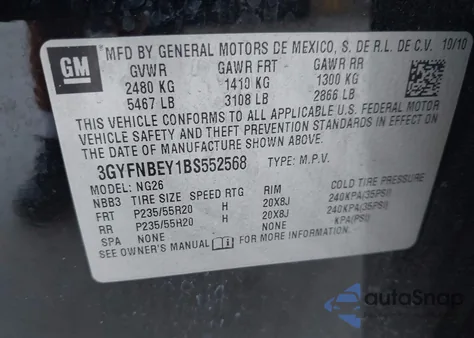 GM
MFD BY GENERAL MOTORS DE MEXICO, S. DE R.L. DE C.V. 10/10
GVWR GAWR FRT GAWR RR
2480 KG 1410 KG 1300 KG
5467 LB 3108 LB 2866 LB
THIS VEHICLE CONFORMS TO ALL APPLICABLE U.S. FEDERAL MOTOR
VEHICLE SAFETY AND THEFT PREVENTION STANDARDS IN EFFECT ON THE
DATE OF MANUFACTURE SHOWN ABOVE.
3GYFNBEY1BS552568 TYPE: M.P.V.
NAME: NG26
NBB3 TIRE SIZE SPEED RTG RIM COLD TIRE PRESSURE
FRT P235/55R20 H 20X8J 240KPA(35PSI)
RR P235/55H20 H 20X8J 240KPA(35PSI)
SPA NONE NONE KPA(PSI)
SEE OWNER'S MANUAL FOR MORE INFORMATION.
autoSnap